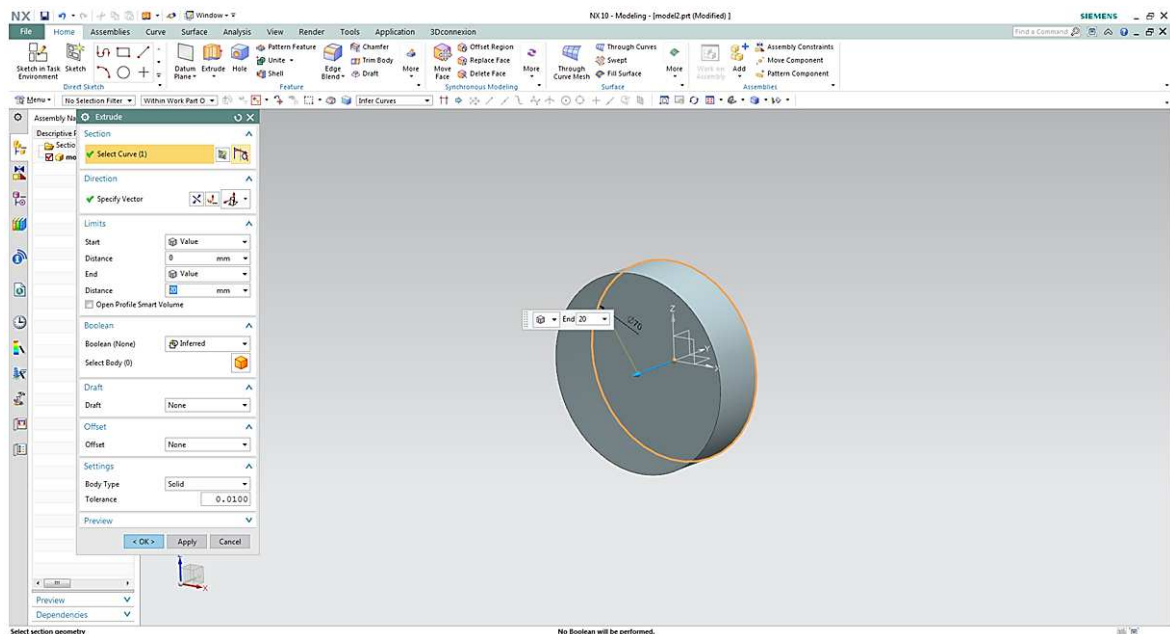 NX Window NX 10 - Modeling - [model2.prt (Modified) ] SIEMENS
File Home Assemblies Curve Surface Analysis View Render Tools Application 3Dconnexion Find a Command
Sketch in Task Environment
Sketch
Direct Sketch
Datum Plane
Extrude
Hole
Pattern Feature
Unite
Shell
Edge Blend
Chamfer
Trim Body
Draft
More
Feature
Move Face
Offset Region
Replace Face
Delete Face
More
Synchronous Modeling
Through Curve Mesh
Through Curves
Swept
Fill Surface
More
Surface
Work on Assembly
Add
Assembly Constraints
Move Component
Pattern Component
Assemblies
Menu No Selection Filter Within Work Part O Infer Curves
Assembly Na
Descriptive P
Sectio
mo
Extrude
Section
Select Curve (1)
Direction
Specify Vector
Limits
Start Value
Distance 0 mm
End Value
Distance 20 mm
Open Profile Smart Volume
Boolean
Boolean (None) Inferred
Select Body (0)
Draft
Draft None
Offset
Offset None
Settings
Body Type Solid
Tolerance 0.0100
Preview
< OK > Apply Cancel
End 20
Ø70
Z
Y
X
X
Preview
Dependencies
Select section geometry No Boolean will be performed.